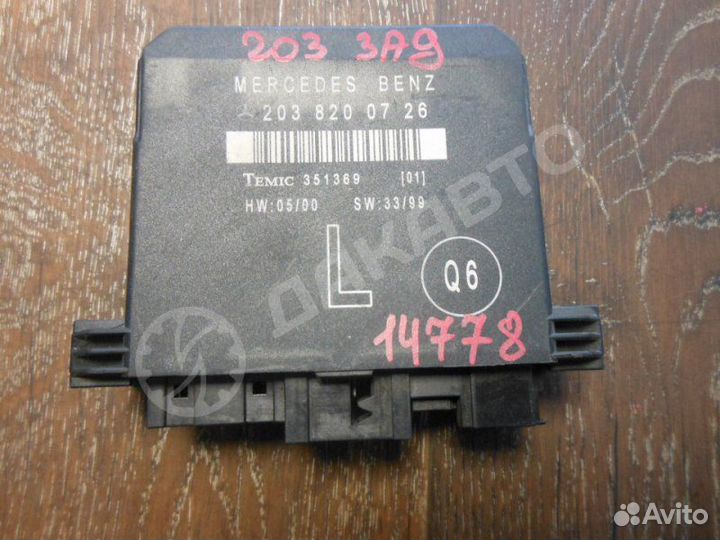 203 ЗАД
MERCEDES BENZ
203 820 07 26
TEMIC 351369 [01]
HW:05/00 SW:33/99
L
Q6
14778
ДАКАВТО
Avito